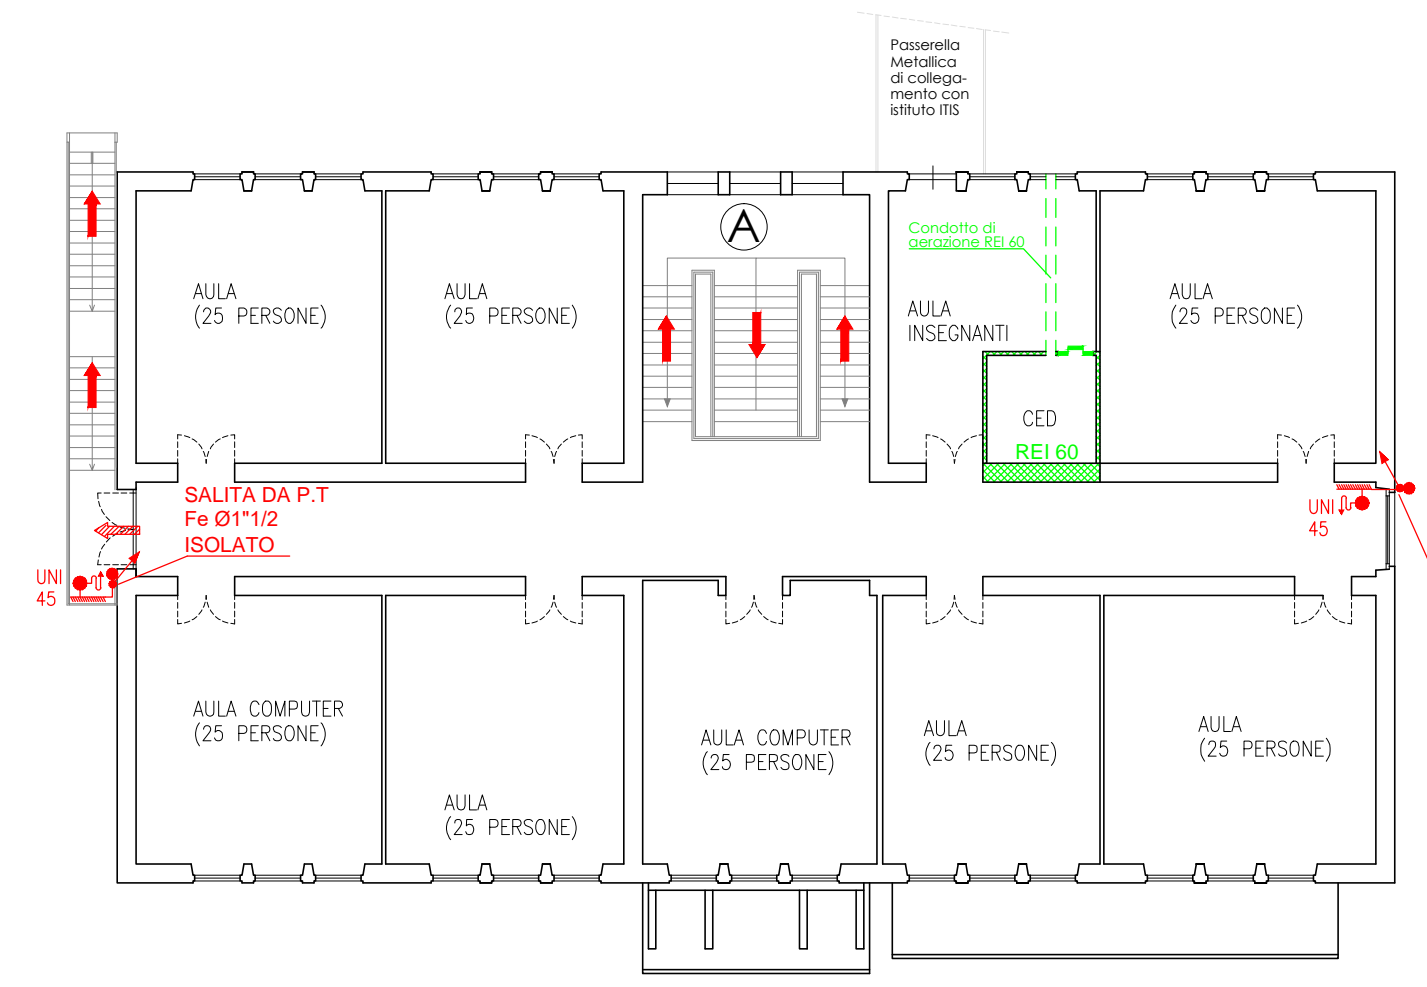 Passerella
Metallica
di collega-
mento con
istituto ITIS
A
Condotto di
aerazione REI 60
AULA
(25 PERSONE)
AULA
(25 PERSONE)
AULA
INSEGNANTI
AULA
(25 PERSONE)
CED
REI 60
SALITA DA P.T
Fe Ø1"1/2
ISOLATO
UNI
45
UNI
45
AULA COMPUTER
(25 PERSONE)
AULA
(25 PERSONE)
AULA COMPUTER
(25 PERSONE)
AULA
(25 PERSONE)
AULA
(25 PERSONE)